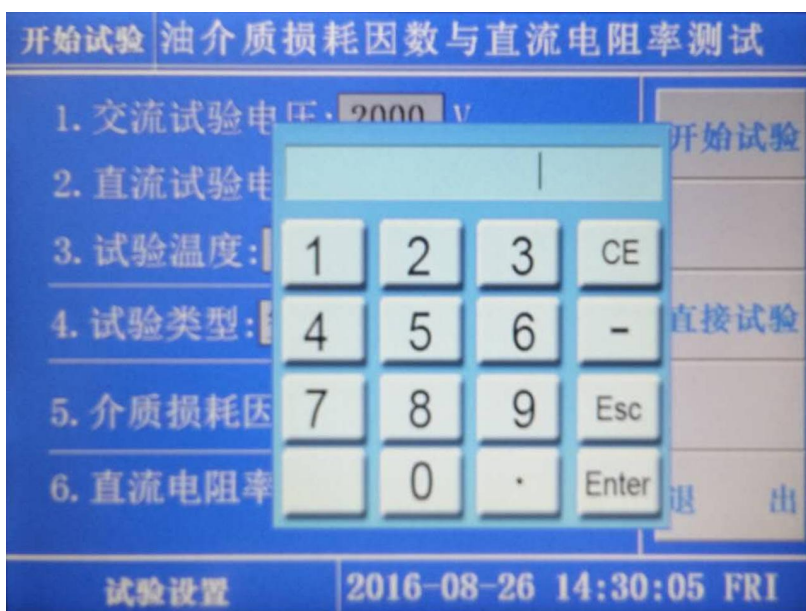 开始试验 油介质损耗因数与直流电阻率测试
1. 交流试验电压: 2000 V
开始试验
2. 直流试验电
3. 试验温度:
直接试验
4. 试验类型:
5. 介质损耗因
6. 直流电阻率
退 出
1 2 3 CE
4 5 6 -
7 8 9 Esc
0 . Enter
试验设置 2016-08-26 14:30:05 FRI